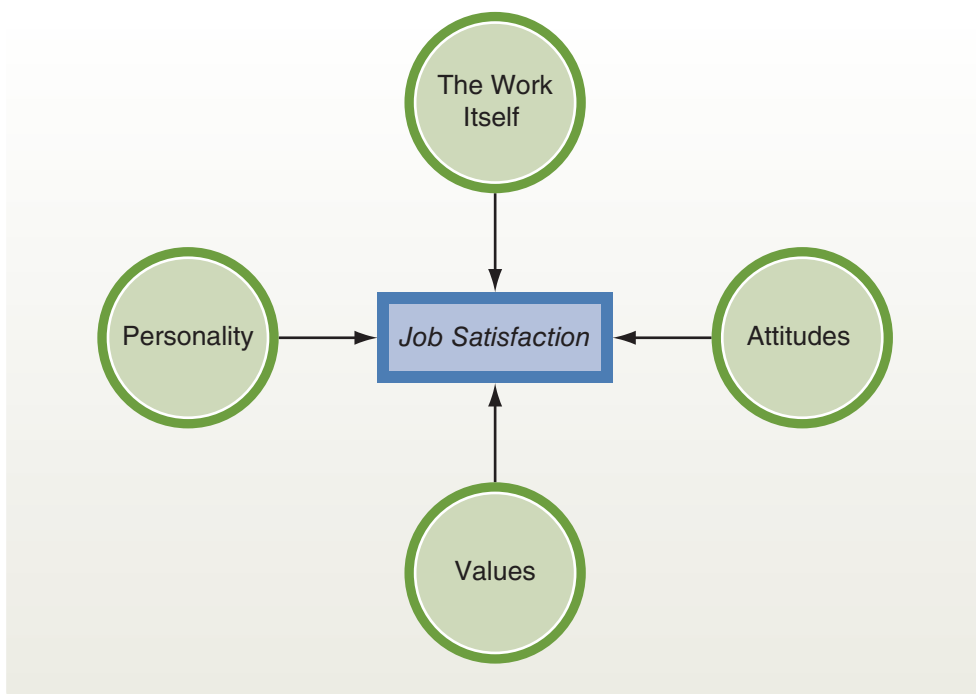 The Work
Itself
Personality
Job Satisfaction
Attitudes
Values